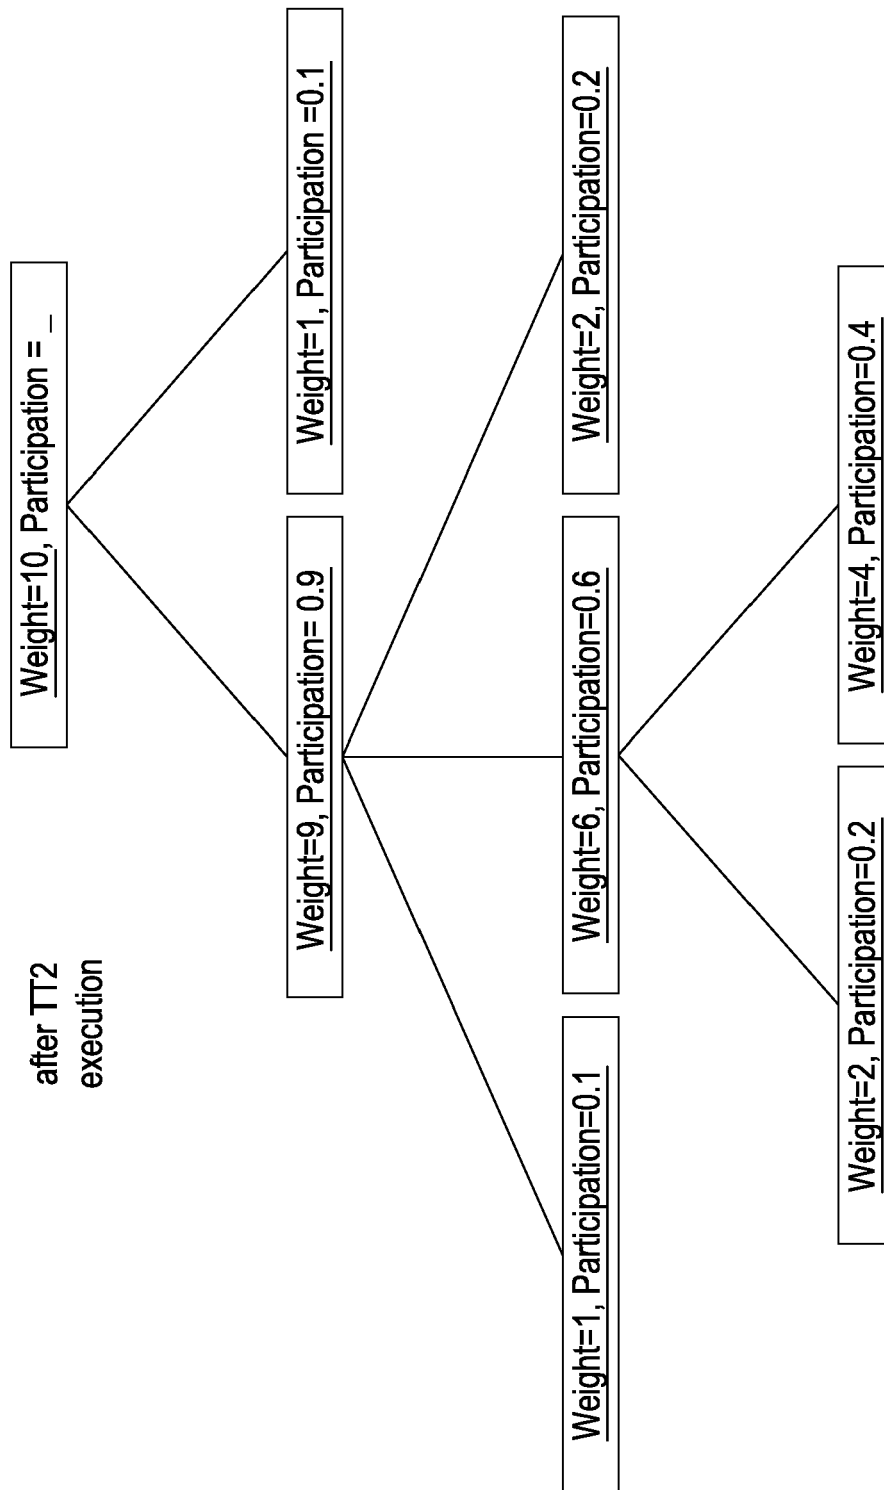 Weight=10, Participation = _
after TT2
execution
Weight=9, Participation= 0.9
Weight=1, Participation =0.1
Weight=1, Participation=0.1
Weight=6, Participation=0.6
Weight=2, Participation=0.2
Weight=2, Participation=0.2
Weight=4, Participation=0.4